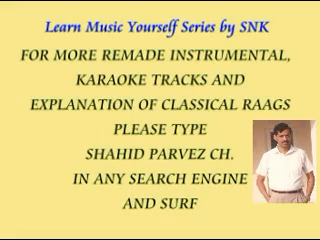 Learn Music Yourself Series by SNK
FOR MORE REMADE INSTRUMENTAL,
KARAOKE TRACKS AND
EXPLANATION OF CLASSICAL RAAGS
PLEASE TYPE
SHAHID PARVEZ CH.
IN ANY SEARCH ENGINE
AND SURF